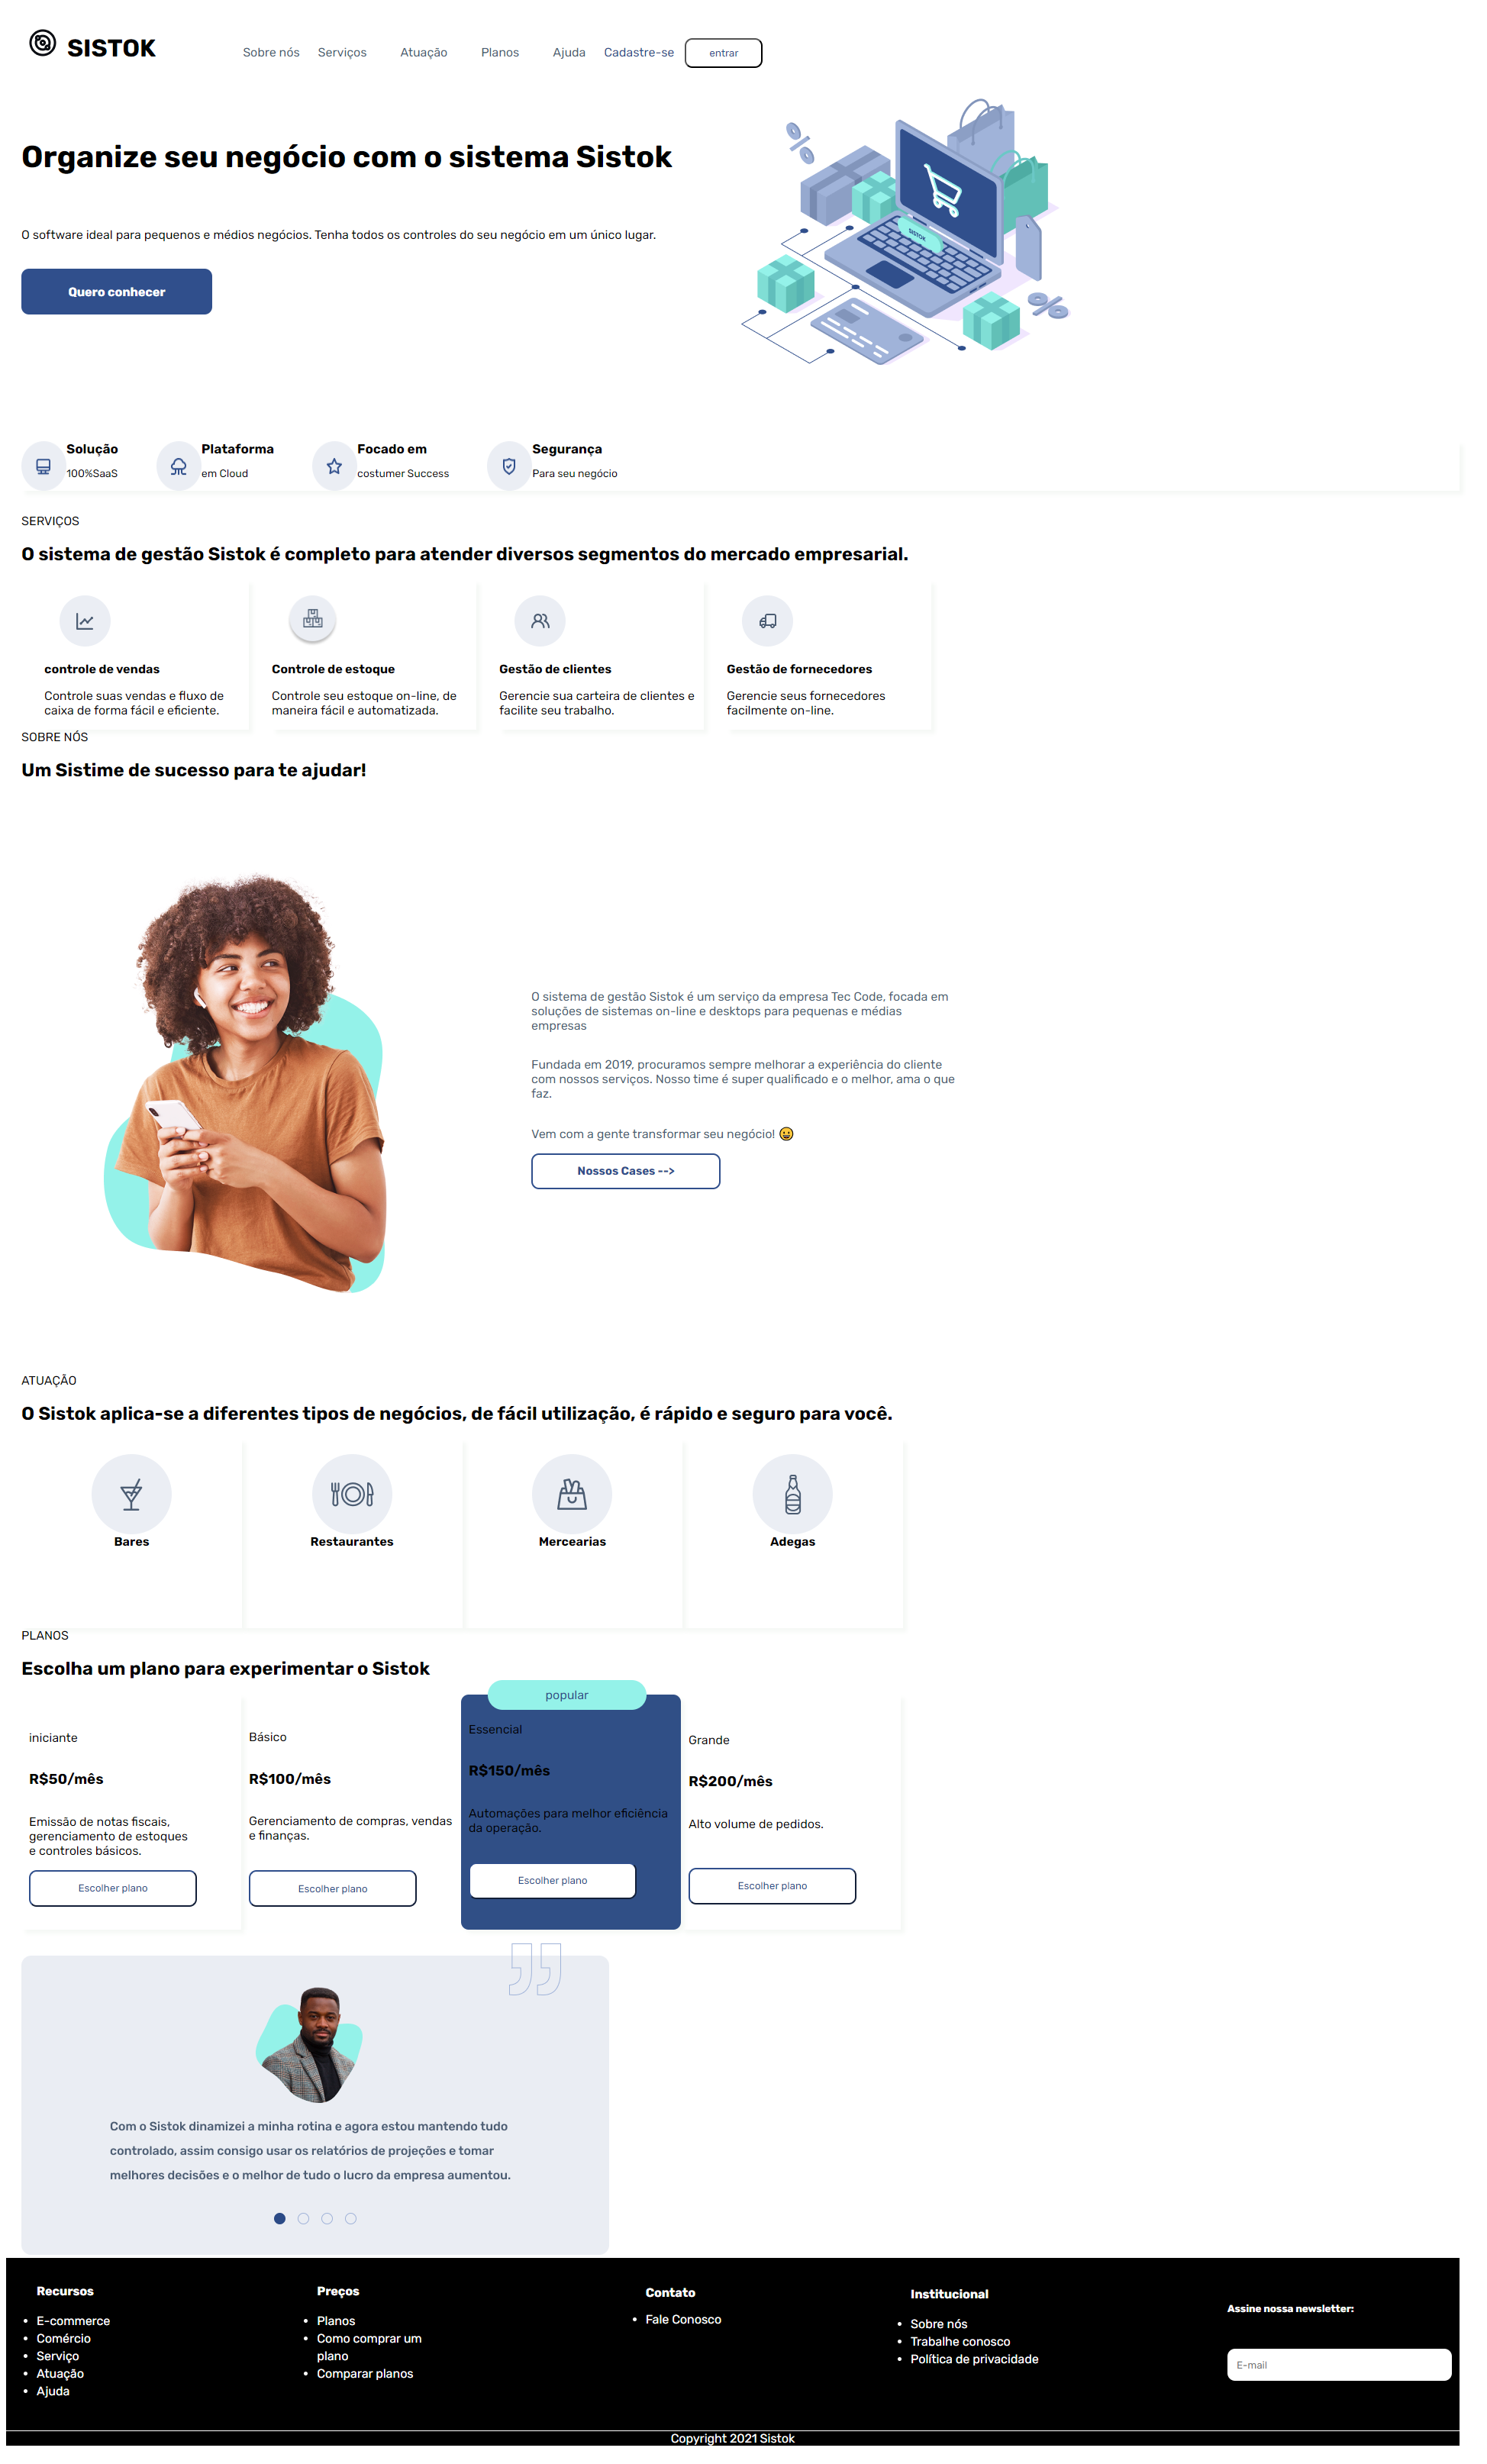 SISTOK
Sobre nós Serviços Atuação Planos Ajuda Cadastre-se entrar
Organize seu negócio com o sistema Sistok
O software ideal para pequenos e médios negócios. Tenha todos os controles do seu negócio em um único lugar.
Quero conhecer
SISTOK
Solução
100%SaaS
Plataforma
em Cloud
Focado em
costumer Success
Segurança
Para seu negócio
SERVIÇOS
O sistema de gestão Sistok é completo para atender diversos segmentos do mercado empresarial.
controle de vendas
Controle suas vendas e fluxo de
caixa de forma fácil e eficiente.
Controle de estoque
Controle seu estoque on-line, de
maneira fácil e automatizada.
Gestão de clientes
Gerencie sua carteira de clientes e
facilite seu trabalho.
Gestão de fornecedores
Gerencie seus fornecedores
facilmente on-line.
SOBRE NÓS
Um Sistime de sucesso para te ajudar!
O sistema de gestão Sistok é um serviço da empresa Tec Code, focada em
soluções de sistemas on-line e desktops para pequenas e médias
empresas
Fundada em 2019, procuramos sempre melhorar a experiência do cliente
com nossos serviços. Nosso time é super qualificado e o melhor, ama o que
faz.
Vem com a gente transformar seu negócio! 😀
Nossos Cases -->
ATUAÇÃO
O Sistok aplica-se a diferentes tipos de negócios, de fácil utilização, é rápido e seguro para você.
Bares
Restaurantes
Mercearias
Adegas
PLANOS
Escolha um plano para experimentar o Sistok
iniciante
R$50/mês
Emissão de notas fiscais,
gerenciamento de estoques
e controles básicos.
Escolher plano
Básico
R$100/mês
Gerenciamento de compras, vendas
e finanças.
Escolher plano
popular
Essencial
R$150/mês
Automações para melhor eficiência
da operação.
Escolher plano
Grande
R$200/mês
Alto volume de pedidos.
Escolher plano
Com o Sistok dinamizei a minha rotina e agora estou mantendo tudo
controlado, assim consigo usar os relatórios de projeções e tomar
melhores decisões e o melhor de tudo o lucro da empresa aumentou.
Recursos
• E-commerce
• Comércio
• Serviço
• Atuação
• Ajuda
Preços
• Planos
• Como comprar um
plano
• Comparar planos
Contato
• Fale Conosco
Institucional
• Sobre nós
• Trabalhe conosco
• Política de privacidade
Assine nossa newsletter:
E-mail
Copyright 2021 Sistok